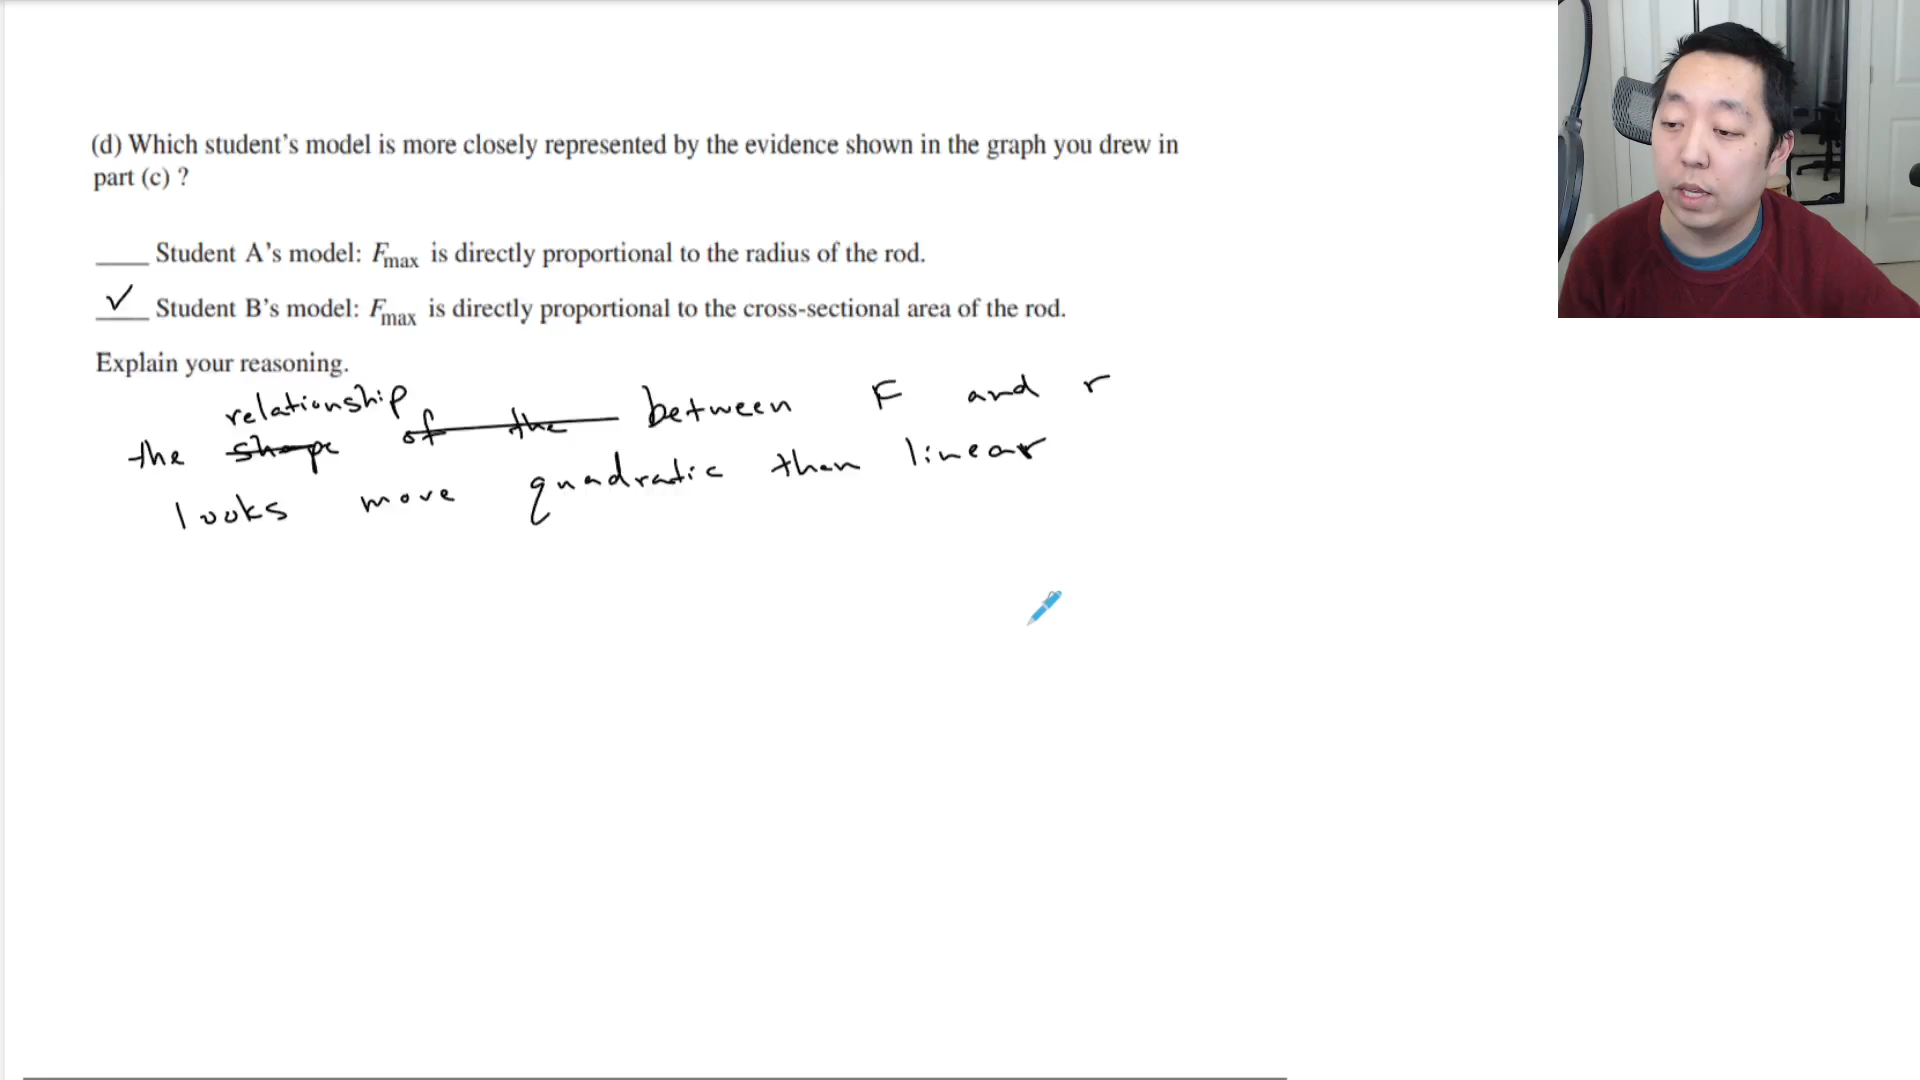 (d) Which student's model is more closely represented by the evidence shown in the graph you drew in
part (c) ?
____ Student A's model: Fmax is directly proportional to the radius of the rod.
✓ Student B's model: Fmax is directly proportional to the cross-sectional area of the rod.
Explain your reasoning.
relationship
the shape of the between F and r
looks more quadratic than linear